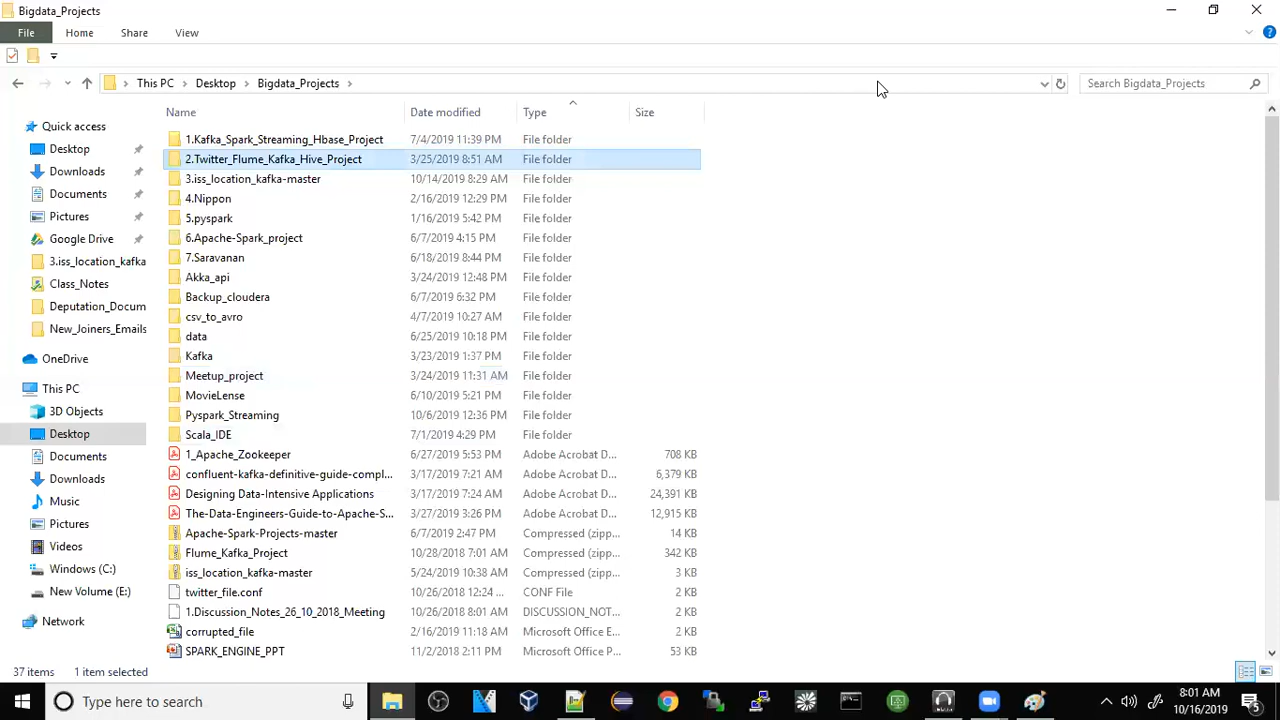 Bigdata_Projects
File Home Share View
This PC Desktop Bigdata_Projects Search Bigdata_Projects
Name Date modified Type Size
Quick access
Desktop
Downloads
Documents
Pictures
Google Drive
3.iss_location_kafka
Class_Notes
Deputation_Docum
New_Joiners_Emails
OneDrive
This PC
3D Objects
Desktop
Documents
Downloads
Music
Pictures
Videos
Windows (C:)
New Volume (E:)
Network
1.Kafka_Spark_Streaming_Hbase_Project 7/4/2019 11:39 PM File folder
2.Twitter_Flume_Kafka_Hive_Project 3/25/2019 8:51 AM File folder
3.iss_location_kafka-master 10/14/2019 8:29 AM File folder
4.Nippon 2/16/2019 12:29 PM File folder
5.pyspark 1/16/2019 5:42 PM File folder
6.Apache-Spark_project 6/7/2019 4:15 PM File folder
7.Saravanan 6/18/2019 8:44 PM File folder
Akka_api 3/24/2019 12:48 PM File folder
Backup_cloudera 6/7/2019 6:32 PM File folder
csv_to_avro 4/7/2019 10:27 AM File folder
data 6/25/2019 10:18 PM File folder
Kafka 3/23/2019 1:37 PM File folder
Meetup_project 3/24/2019 11:31 AM File folder
MovieLense 6/10/2019 5:21 PM File folder
Pyspark_Streaming 10/6/2019 12:36 PM File folder
Scala_IDE 7/1/2019 4:29 PM File folder
1_Apache_Zookeeper 6/27/2019 5:53 PM Adobe Acrobat D... 708 KB
confluent-kafka-definitive-guide-compl... 3/17/2019 7:21 AM Adobe Acrobat D... 6,379 KB
Designing Data-Intensive Applications 3/17/2019 7:24 AM Adobe Acrobat D... 24,391 KB
The-Data-Engineers-Guide-to-Apache-S... 3/27/2019 3:26 PM Adobe Acrobat D... 12,915 KB
Apache-Spark-Projects-master 6/7/2019 2:47 PM Compressed (zipp... 14 KB
Flume_Kafka_Project 10/28/2018 7:01 AM Compressed (zipp... 342 KB
iss_location_kafka-master 5/24/2019 10:38 AM Compressed (zipp... 3 KB
twitter_file.conf 10/26/2018 12:24 ... CONF File 2 KB
1.Discussion_Notes_26_10_2018_Meeting 10/26/2018 8:01 AM DISCUSSION_NOT... 2 KB
corrupted_file 2/16/2019 11:18 AM Microsoft Office E... 2 KB
SPARK_ENGINE_PPT 11/2/2018 2:11 PM Microsoft Office P... 53 KB
37 items 1 item selected
Type here to search
8:01 AM
10/16/2019
5